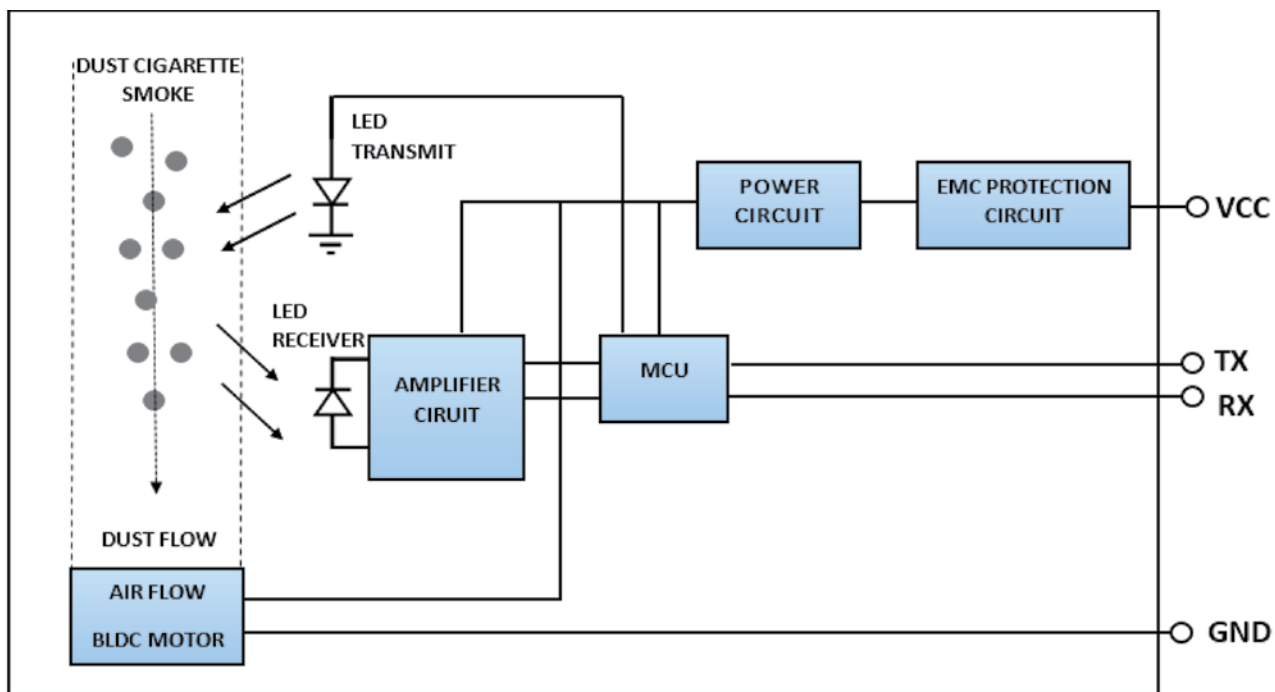 DUST CIGARETTE
SMOKE
LED
TRANSMIT
POWER
CIRCUIT
EMC PROTECTION
CIRCUIT
VCC
LED
RECEIVER
AMPLIFIER
CIRUIT
MCU
TX
RX
DUST FLOW
AIR FLOW
BLDC MOTOR
GND